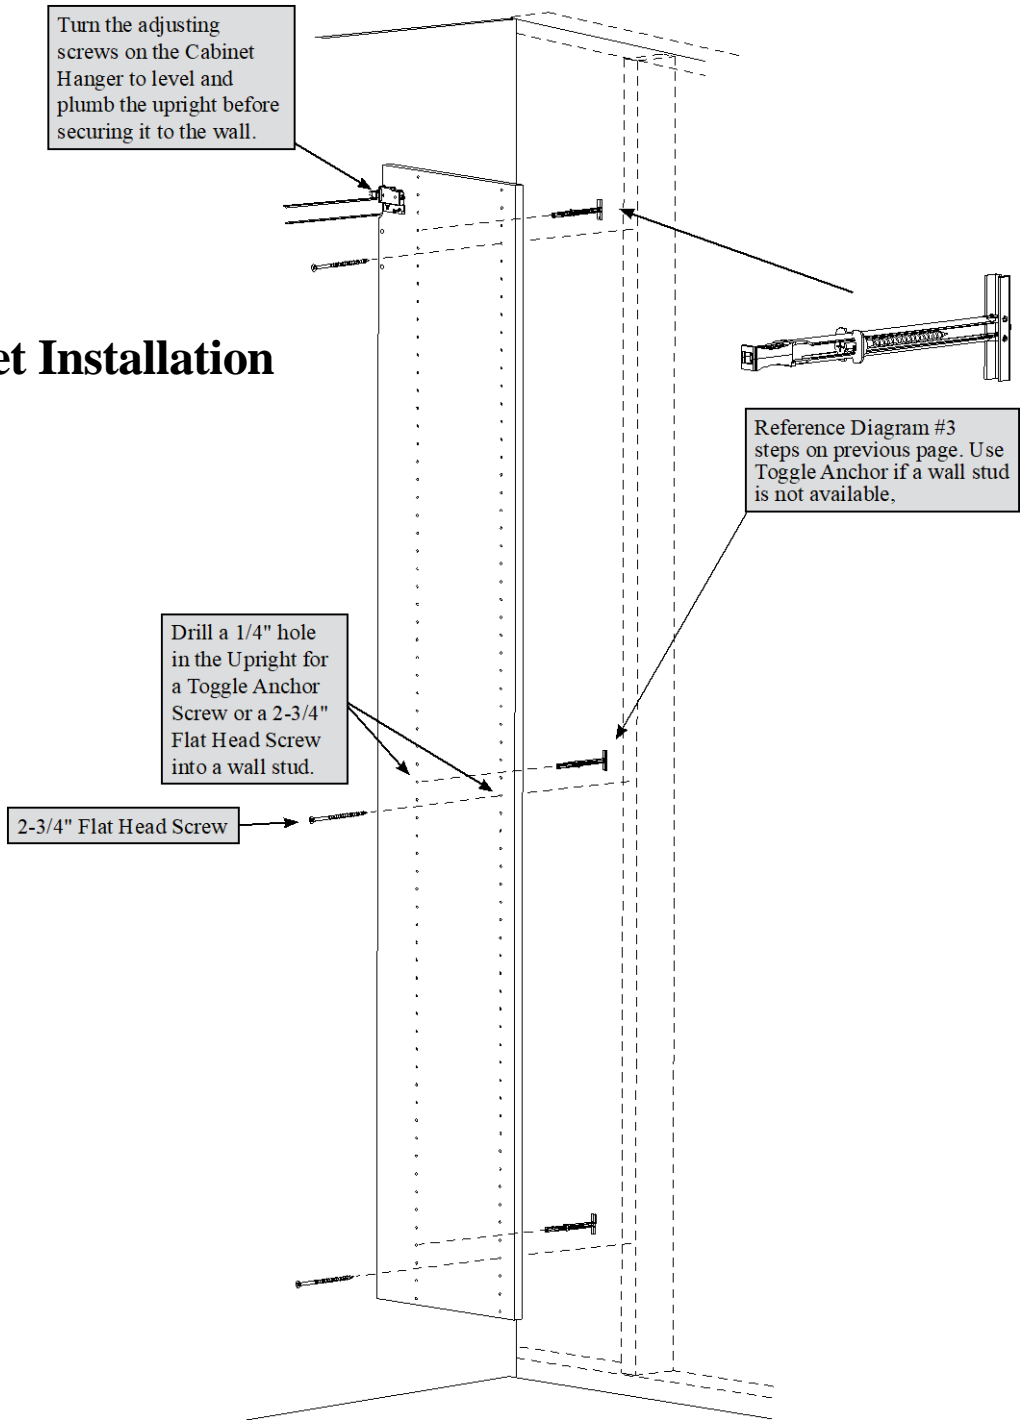 Turn the adjusting
screws on the Cabinet
Hanger to level and
plumb the upright before
securing it to the wall.
et Installation
Reference Diagram #3
steps on previous page. Use
Toggle Anchor if a wall stud
is not available,
Drill a 1/4" hole
in the Upright for
a Toggle Anchor
Screw or a 2-3/4"
Flat Head Screw
into a wall stud.
2-3/4" Flat Head Screw